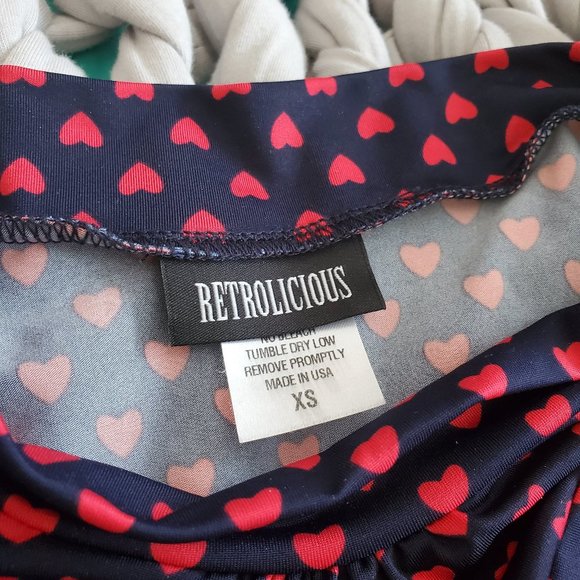 RETROLICIOUS
NO BLEACH
TUMBLE DRY LOW
REMOVE PROMPTLY
MADE IN USA
XS